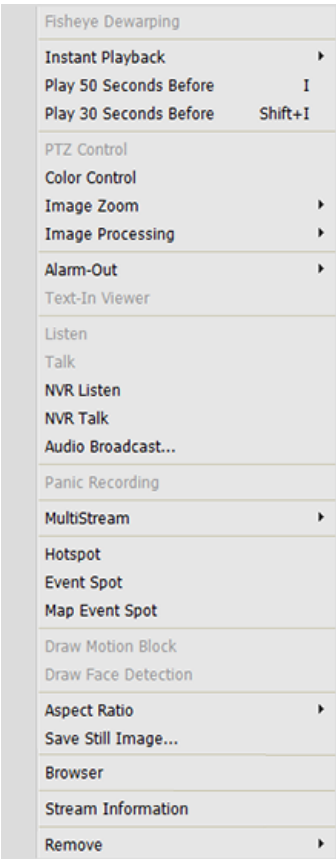 Fisheye Dewarping
Instant Playback
Play 50 Seconds Before I
Play 30 Seconds Before Shift+I
PTZ Control
Color Control
Image Zoom
Image Processing
Alarm-Out
Text-In Viewer
Listen
Talk
NVR Listen
NVR Talk
Audio Broadcast...
Panic Recording
MultiStream
Hotspot
Event Spot
Map Event Spot
Draw Motion Block
Draw Face Detection
Aspect Ratio
Save Still Image...
Browser
Stream Information
Remove